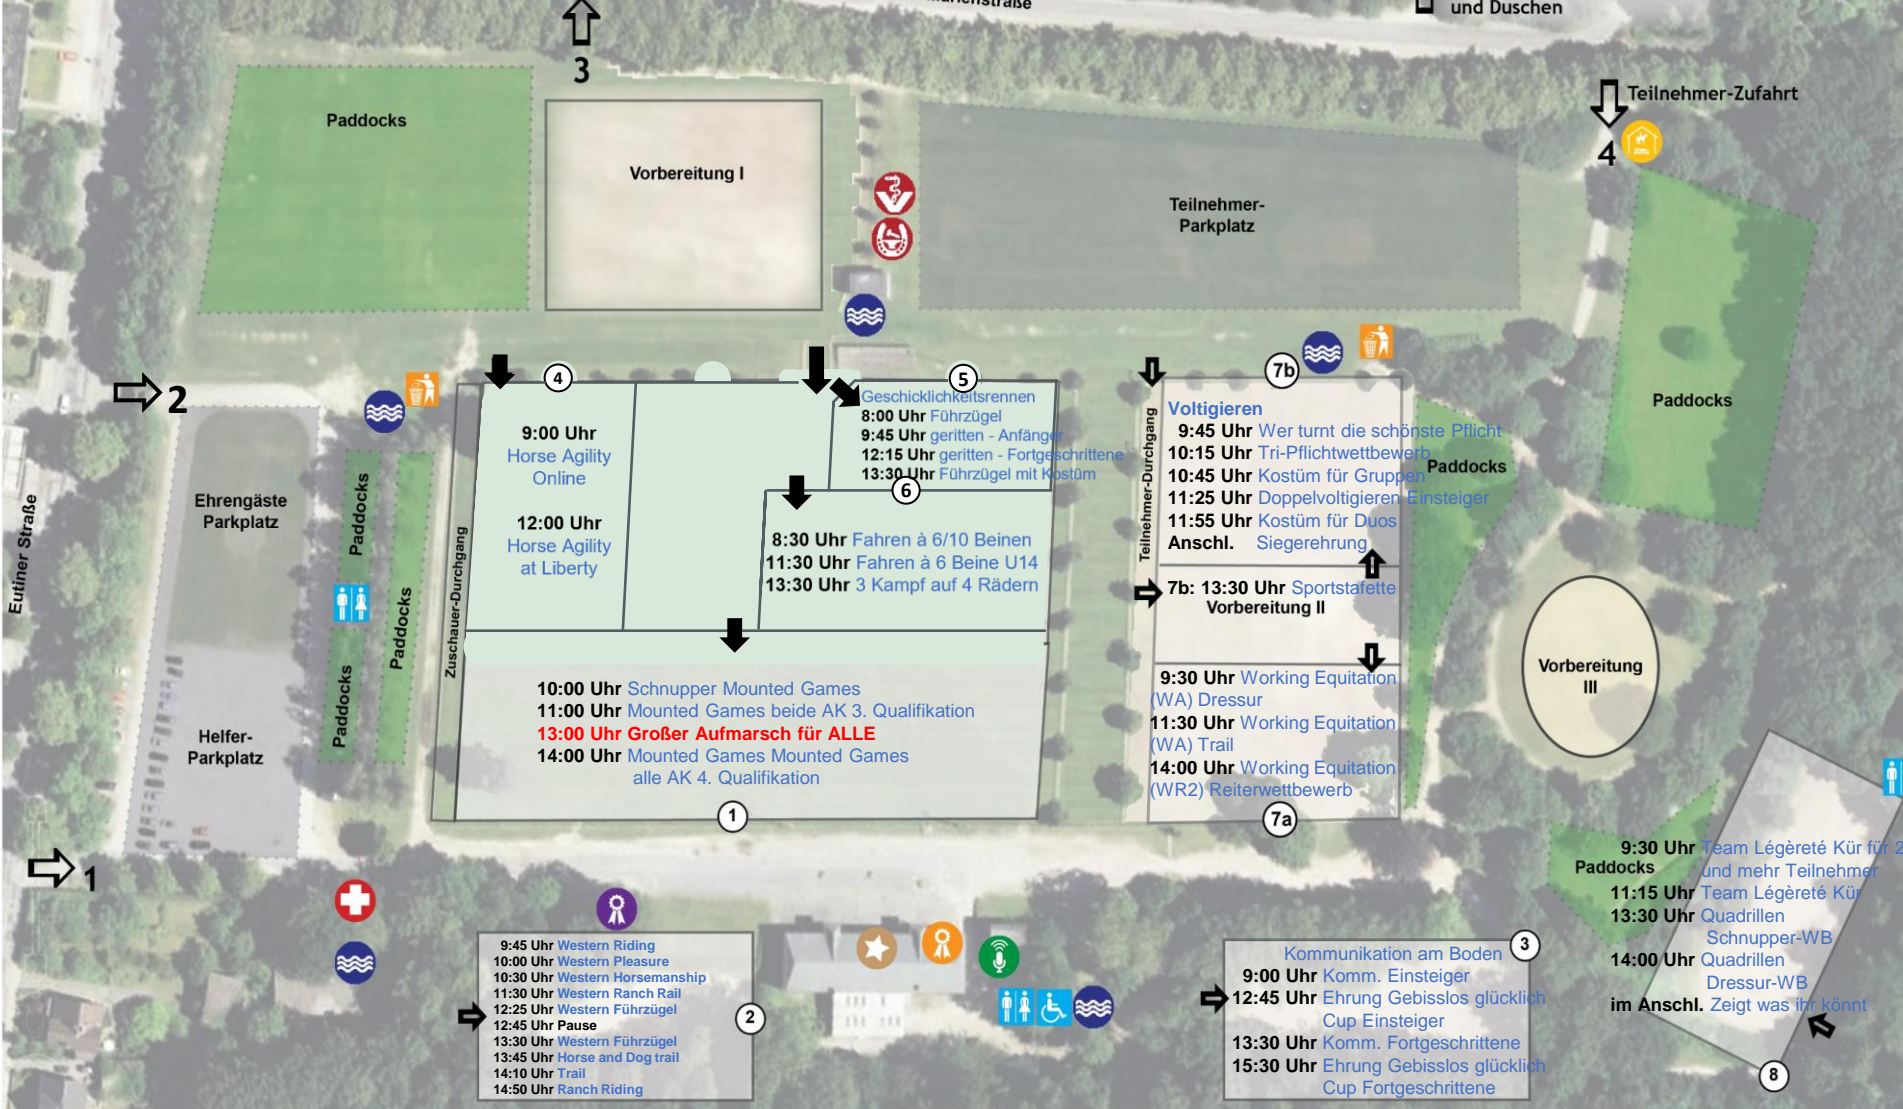 und Duschen
3
Teilnehmer-Zufahrt
4
Paddocks
Vorbereitung I
Teilnehmer-
Parkplatz
Paddocks
2
Eutiner Straße
Ehrengäste
Parkplatz
Helfer-
Parkplatz
Paddocks
Paddocks
Paddocks
Zuschauer-Durchgang
4
9:00 Uhr
Horse Agility
Online
12:00 Uhr
Horse Agility
at Liberty
5
Geschicklichkeitsrennen
8:00 Uhr Führzügel
9:45 Uhr geritten - Anfänger
12:15 Uhr geritten - Fortgeschrittene
13:30 Uhr Führzügel mit Kostüm
6
8:30 Uhr Fahren à 6/10 Beinen
11:30 Uhr Fahren à 6 Beine U14
13:30 Uhr 3 Kampf auf 4 Rädern
10:00 Uhr Schnupper Mounted Games
11:00 Uhr Mounted Games beide AK 3. Qualifikation
13:00 Uhr Großer Aufmarsch für ALLE
14:00 Uhr Mounted Games Mounted Games
alle AK 4. Qualifikation
1
Teilnehmer-Durchgang
7b
Voltigieren
9:45 Uhr Wer turnt die schönste Pflicht
10:15 Uhr Tri-Pflichtwettbewerb
10:45 Uhr Kostüm für Gruppen
11:25 Uhr Doppelvoltigieren Einsteiger
11:55 Uhr Kostüm für Duos
Anschl. Siegerehrung
Paddocks
7b: 13:30 Uhr Sportstafette
Vorbereitung II
9:30 Uhr Working Equitation
(WA) Dressur
11:30 Uhr Working Equitation
(WA) Trail
14:00 Uhr Working Equitation
(WR2) Reiterwettbewerb
7a
Vorbereitung
III
1
9:45 Uhr Western Riding
10:00 Uhr Western Pleasure
10:30 Uhr Western Horsemanship
11:30 Uhr Western Ranch Rail
12:25 Uhr Western Führzügel
12:45 Uhr Pause
13:30 Uhr Western Führzügel
13:45 Uhr Horse and Dog trail
14:10 Uhr Trail
14:50 Uhr Ranch Riding
2
3
Kommunikation am Boden
9:00 Uhr Komm. Einsteiger
12:45 Uhr Ehrung Gebisslos glücklich
Cup Einsteiger
13:30 Uhr Komm. Fortgeschrittene
15:30 Uhr Ehrung Gebisslos glücklich
Cup Fortgeschrittene
Paddocks
9:30 Uhr Team Légèreté Kür für 2
und mehr Teilnehmer
11:15 Uhr Team Légèreté Kür
13:30 Uhr Quadrillen
Schnupper-WB
14:00 Uhr Quadrillen
Dressur-WB
im Anschl. Zeigt was ihr könnt
8